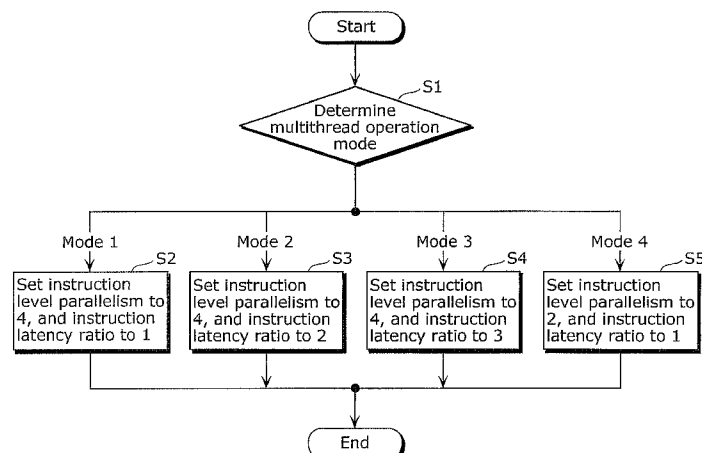 Start
S1
Determine
multithread operation
mode
Mode 1
Mode 2
Mode 3
Mode 4
S2
Set instruction
level parallelism to
4, and instruction
latency ratio to 1
S3
Set instruction
level parallelism to
4, and instruction
latency ratio to 2
S4
Set instruction
level parallelism to
4, and instruction
latency ratio to 3
S5
Set instruction
level parallelism to
2, and instruction
latency ratio to 1
End